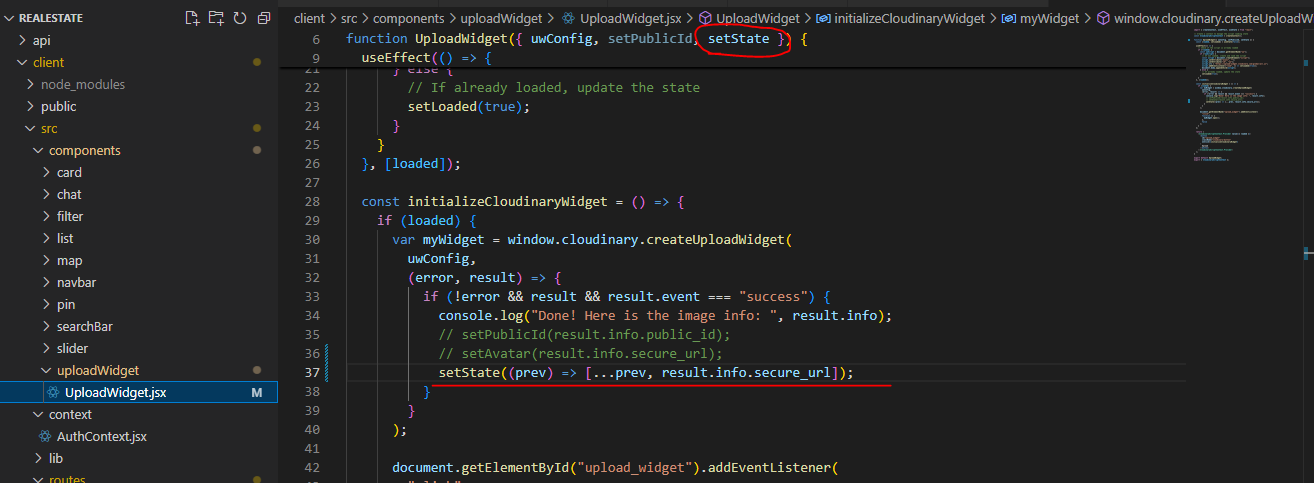 REALESTATE
api
client
node_modules
public
src
components
card
chat
filter
list
map
navbar
pin
searchBar
slider
uploadWidget
UploadWidget.jsx M
context
AuthContext.jsx
lib
routes
client > src > components > uploadWidget > UploadWidget.jsx > UploadWidget > initializeCloudinaryWidget > myWidget > window.cloudinary.createUploadW
6 function UploadWidget({ uwConfig, setPublicId, setState }) {
9 useEffect(() => {
21 } else {
22 // If already loaded, update the state
23 setLoaded(true);
24 }
25 }
26 }, [loaded]);
27
28 const initializeCloudinaryWidget = () => {
29 if (loaded) {
30 var myWidget = window.cloudinary.createUploadWidget(
31 uwConfig,
32 (error, result) => {
33 if (!error && result && result.event === "success") {
34 console.log("Done! Here is the image info: ", result.info);
35 // setPublicId(result.info.public_id);
36 // setAvatar(result.info.secure_url);
37 setState((prev) => [...prev, result.info.secure_url]);
38 }
39 }
40 );
41
42 document.getElementById("upload_widget").addEventListener(